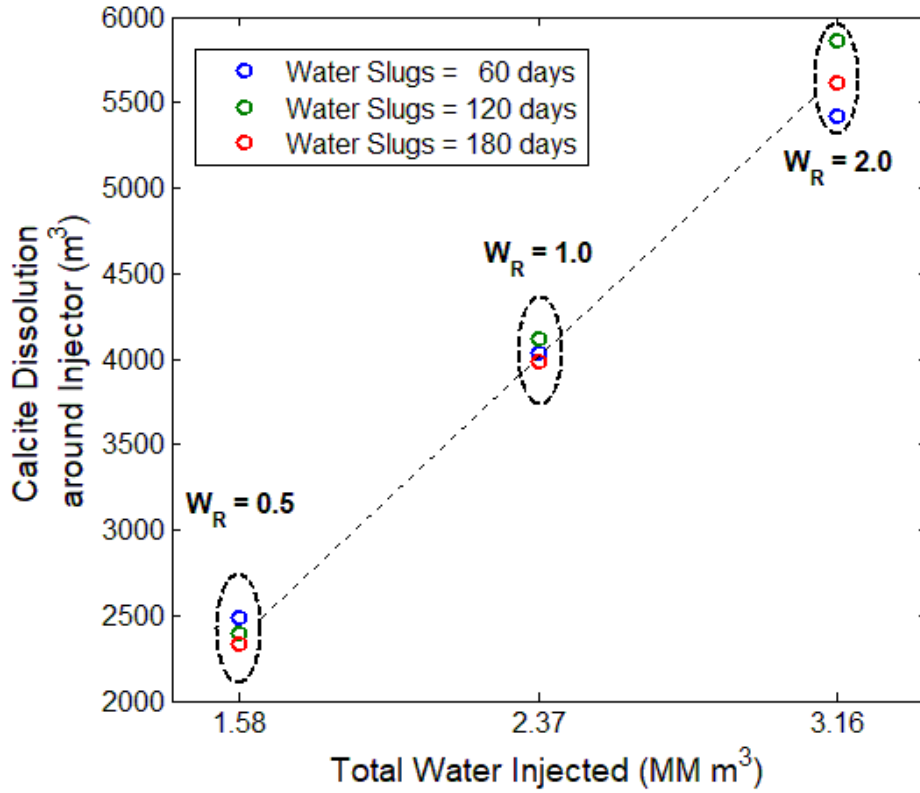 6000
5500
5000
4500
4000
3500
3000
2500
2000
Calcite Dissolution
around Injector (m³)
Water Slugs = 60 days
Water Slugs = 120 days
Water Slugs = 180 days
W_R = 2.0
W_R = 1.0
W_R = 0.5
1.58 2.37 3.16
Total Water Injected (MM m³)